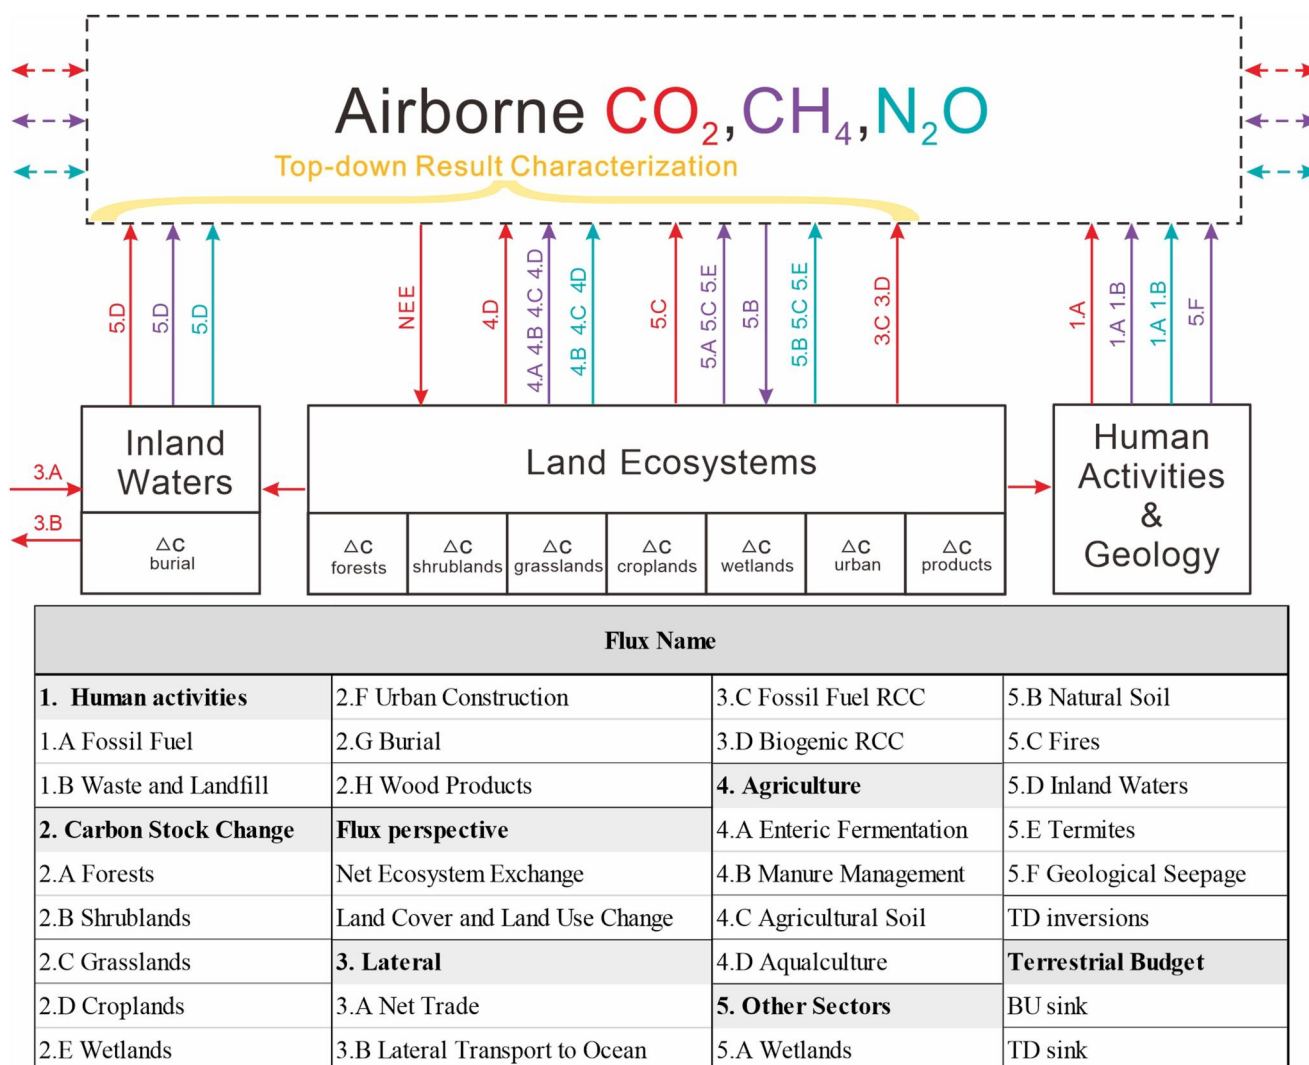 Airborne CO₂,CH₄,N₂O
Top-down Result Characterization
5.D
5.D
5.D
NEE
4.D
4.A 4.B 4.C 4.D
4.B 4.C 4D
5.C
5.A 5.C 5.E
5.B
5.B 5.C 5.E
3.C 3.D
1.A
1.A 1.B
1.A 1.B
5.F
3.A
3.B
Inland
Waters
△C
burial
Land Ecosystems
△C
forests
△C
shrublands
△C
grasslands
△C
croplands
△C
wetlands
△C
urban
△C
products
Human
Activities
&
Geology
Flux Name
1. Human activities
1.A Fossil Fuel
1.B Waste and Landfill
2. Carbon Stock Change
2.A Forests
2.B Shrublands
2.C Grasslands
2.D Croplands
2.E Wetlands
2.F Urban Construction
2.G Burial
2.H Wood Products
Flux perspective
Net Ecosystem Exchange
Land Cover and Land Use Change
3. Lateral
3.A Net Trade
3.B Lateral Transport to Ocean
3.C Fossil Fuel RCC
3.D Biogenic RCC
4. Agriculture
4.A Enteric Fermentation
4.B Manure Management
4.C Agricultural Soil
4.D Aqualculture
5. Other Sectors
5.A Wetlands
5.B Natural Soil
5.C Fires
5.D Inland Waters
5.E Termites
5.F Geological Seepage
TD inversions
Terrestrial Budget
BU sink
TD sink